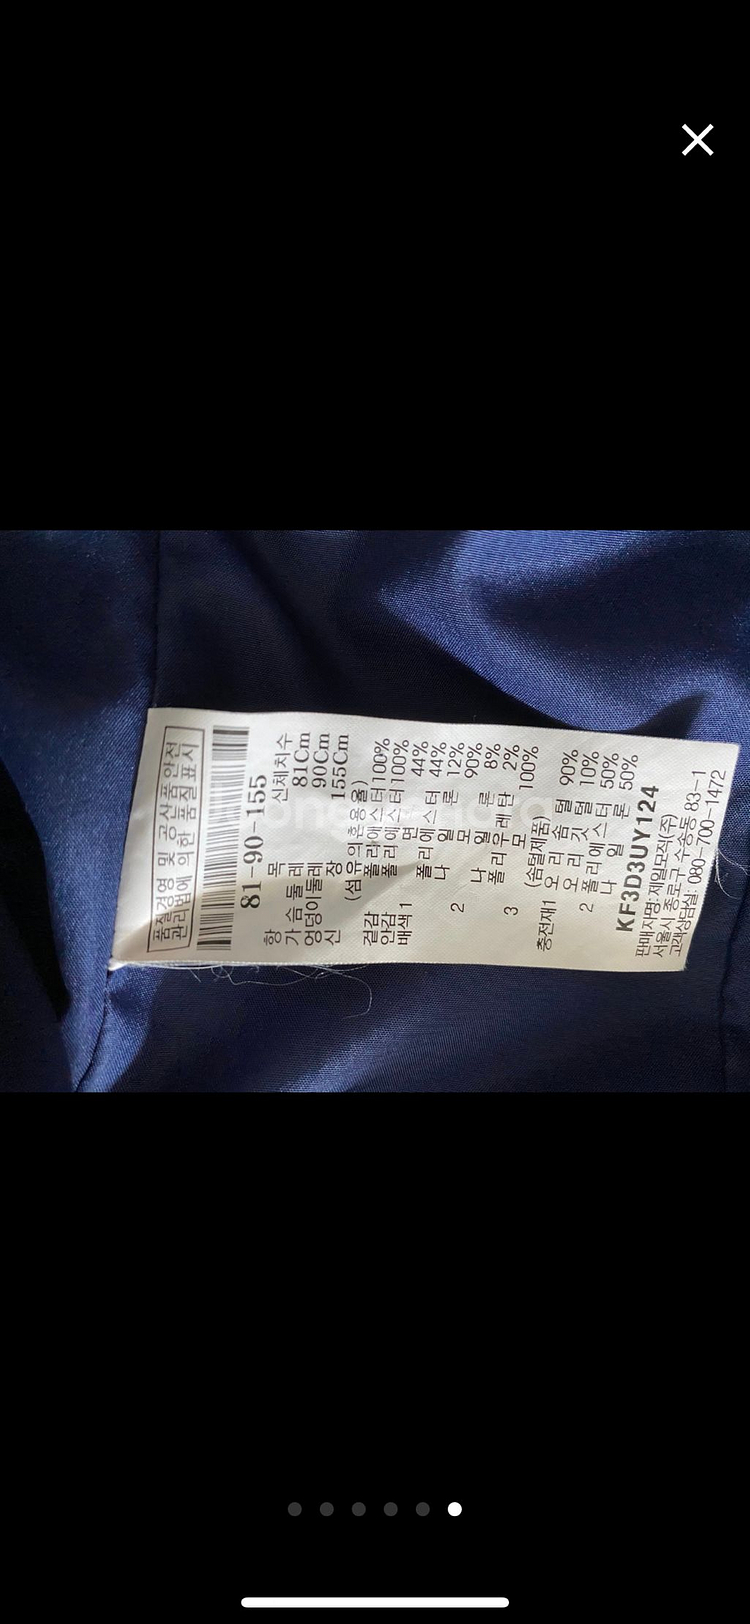 품질경영 및 공산품안전
관리법에 의한 품질표시
81-90-155
항 목 신체치수
가 슴 둘 레 81Cm
엉덩이둘레 90Cm
신 장 155Cm
(섬유의혼용율)
겉감 폴리에스터 100%
안감 폴리에스터 100%
배색 1 면 44%
폴리에스터 44%
나 일 론 12%
2 모 90%
나 일 론 8%
폴리우레탄 2%
3 모 100%
(솜털제품)
충전재1 오 리 솜 털 90%
오 리 깃 털 10%
2 폴리에스터 50%
나 일 론 50%
KF3D3UY124
판매자명: 제일모직(주)
서울시 종로구 수송동 83-1
고객상담실: 080-700-1472